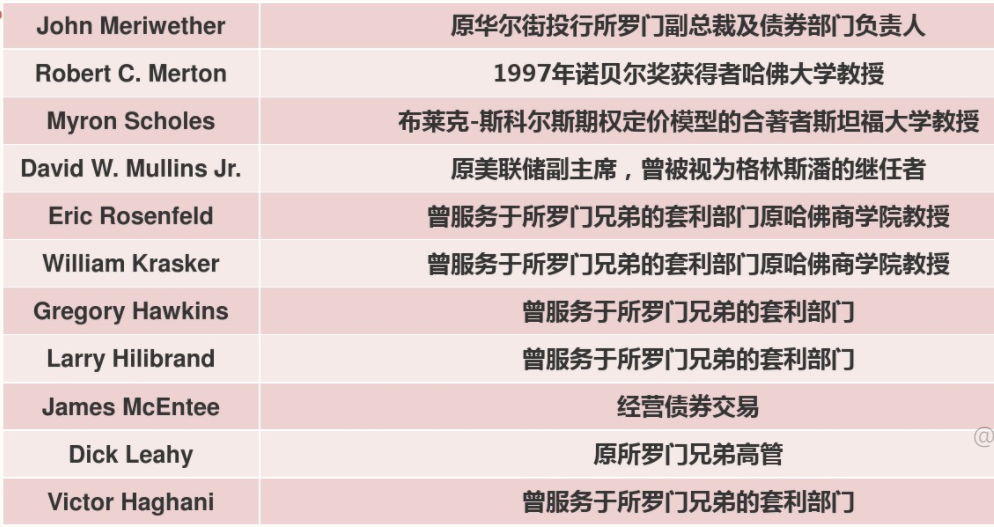 John Meriwether 原华尔街投行所罗门副总裁及债券部门负责人
Robert C. Merton 1997年诺贝尔奖获得者哈佛大学教授
Myron Scholes 布莱克-斯科尔斯期权定价模型的合著者斯坦福大学教授
David W. Mullins Jr. 原美联储副主席，曾被视为格林斯潘的继任者
Eric Rosenfeld 曾服务于所罗门兄弟的套利部门原哈佛商学院教授
William Krasker 曾服务于所罗门兄弟的套利部门原哈佛商学院教授
Gregory Hawkins 曾服务于所罗门兄弟的套利部门
Larry Hilibrand 曾服务于所罗门兄弟的套利部门
James McEntee 经营债券交易
@
Dick Leahy 原所罗门兄弟高管
Victor Haghani 曾服务于所罗门兄弟的套利部门